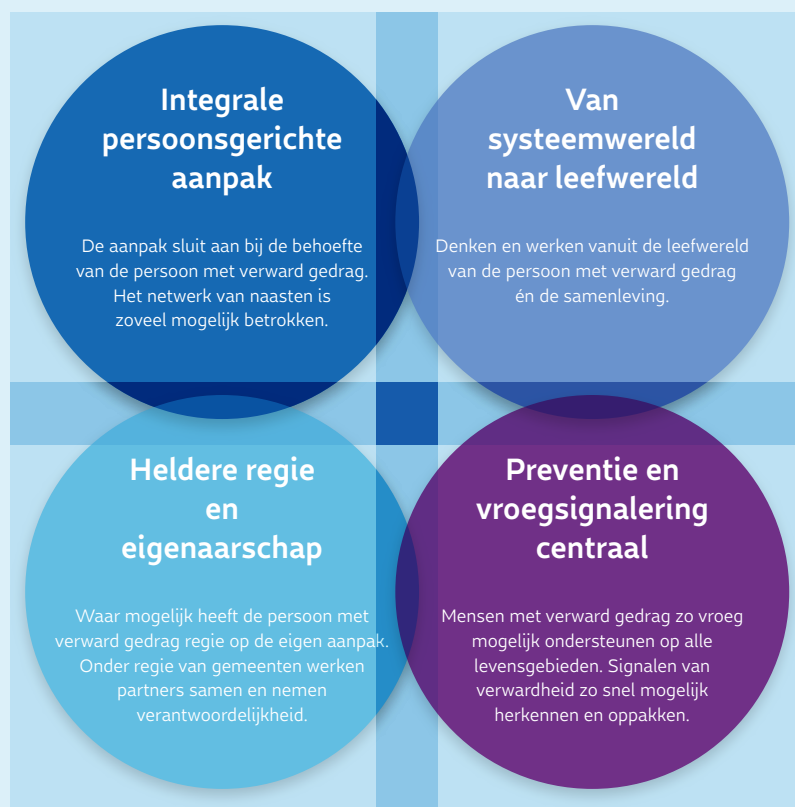 Integrale
persoonsgerichte
aanpak
De aanpak sluit aan bij de behoefte
van de persoon met verward gedrag.
Het netwerk van naasten is
zoveel mogelijk betrokken.
Van
systeemwereld
naar leefwereld
Denken en werken vanuit de leefwereld
van de persoon met verward gedrag
én de samenleving.
Heldere regie
en
eigenaarschap
Waar mogelijk heeft de persoon met
verward gedrag regie op de eigen aanpak.
Onder regie van gemeenten werken
partners samen en nemen
verantwoordelijkheid.
Preventie en
vroegsignalering
centraal
Mensen met verward gedrag zo vroeg
mogelijk ondersteunen op alle
levensgebieden. Signalen van
verwardheid zo snel mogelijk
herkennen en oppakken.